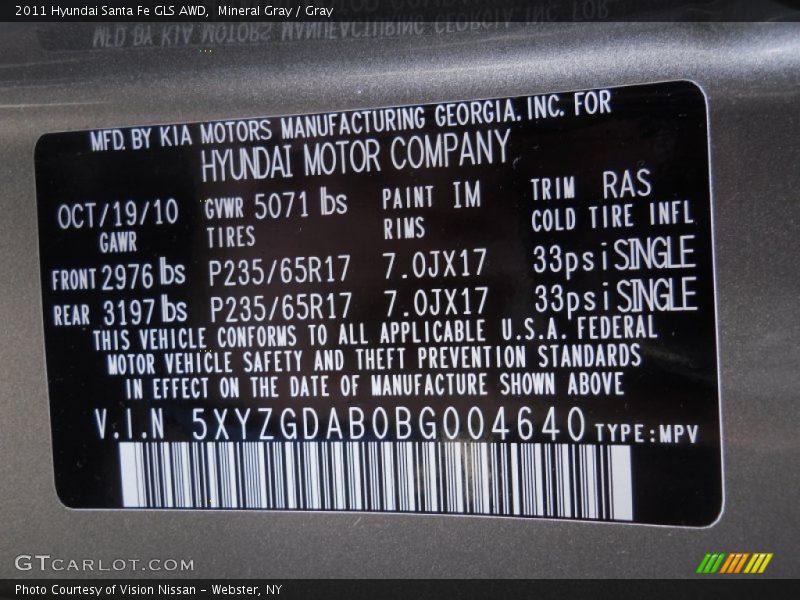 2011 Hyundai Santa Fe GLS AWD, Mineral Gray / Gray
MFD. BY KIA MOTORS MANUFACTURING GEORGIA. INC. FOR
HYUNDAI MOTOR COMPANY
OCT/19/10 GVWR 5071 lbs PAINT IM TRIM RAS
GAWR TIRES RIMS COLD TIRE INFL
FRONT 2976 lbs P235/65R17 7.0JX17 33psi SINGLE
REAR 3197 lbs P235/65R17 7.0JX17 33psi SINGLE
THIS VEHICLE CONFORMS TO ALL APPLICABLE U.S.A. FEDERAL
MOTOR VEHICLE SAFETY AND THEFT PREVENTION STANDARDS
IN EFFECT ON THE DATE OF MANUFACTURE SHOWN ABOVE
V.I.N 5XYZGDAB0BG004640 TYPE:MPV
GTCARLOT.COM
Photo Courtesy of Vision Nissan - Webster, NY